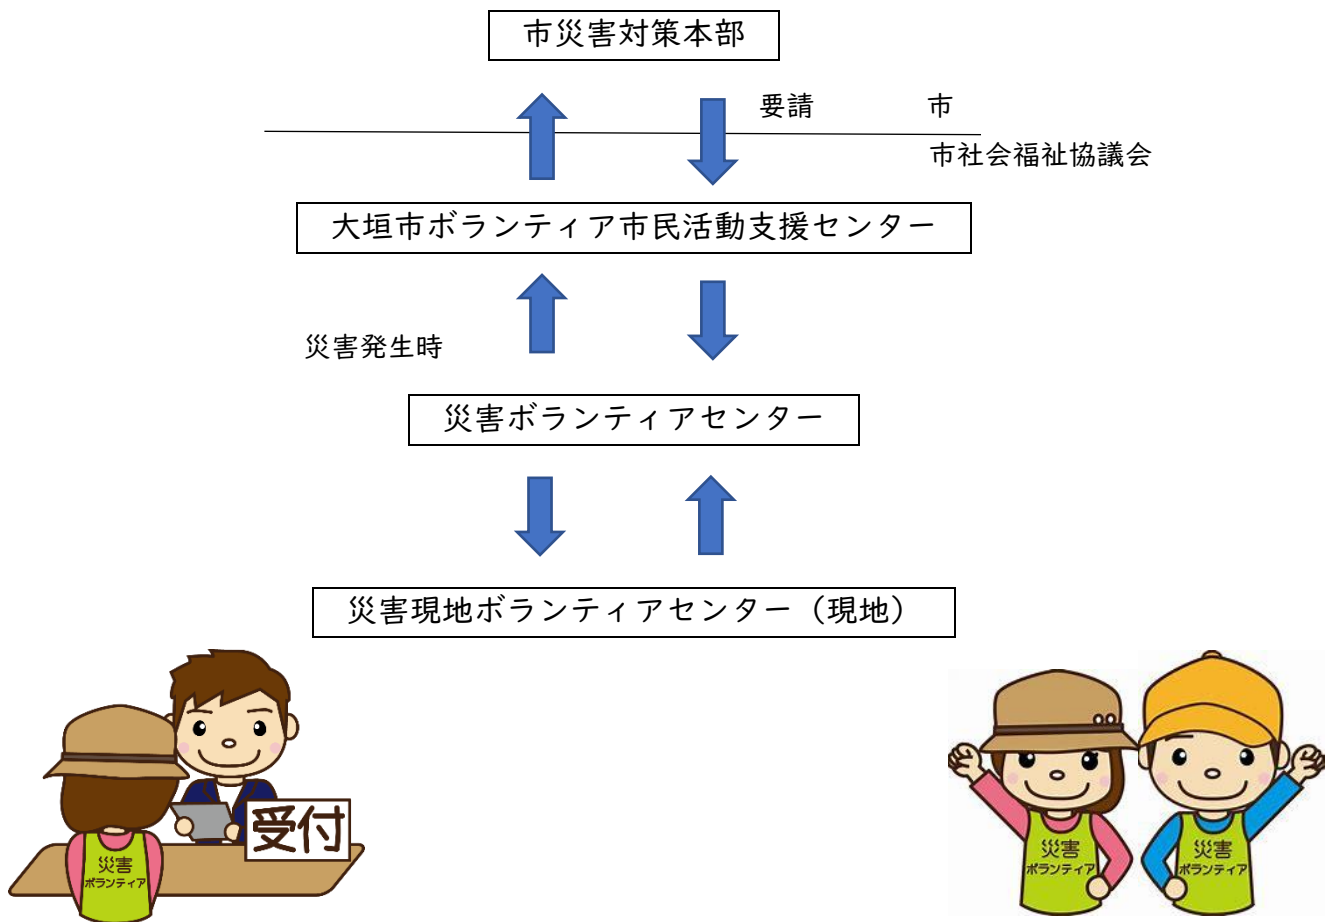 市災害対策本部
要請 市
市社会福祉協議会
大垣市ボランティア市民活動支援センター
災害発生時
災害ボランティアセンター
災害現地ボランティアセンター（現地）
受付
災害
ボランティア
災害
ボランティア
災害
ボランティア